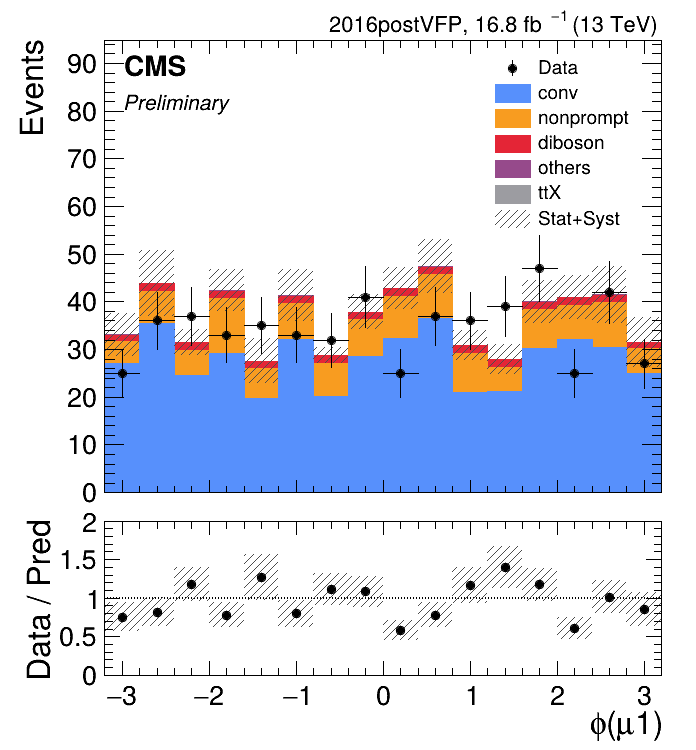 2016postVFP, 16.8 fb⁻¹ (13 TeV)
CMS
Preliminary
Data
conv
nonprompt
diboson
others
ttX
Stat+Syst
Events
90
80
70
60
50
40
30
20
10
0
Data / Pred
2
1.5
1
0.5
0
−3 −2 −1 0 1 2 3
ϕ(μ1)